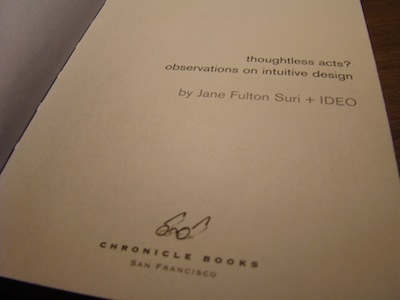 thoughtless acts?
observations on intuitive design
by Jane Fulton Suri + IDEO
CHRONICLE BOOKS
SAN FRANCISCO